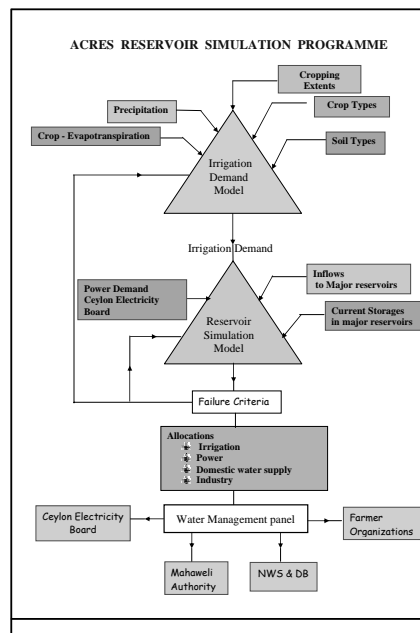 ACRES RESERVOIR SIMULATION PROGRAMME
Cropping
Extents
Precipitation
Crop Types
Crop - Evapotranspiration
Soil Types
Irrigation
Demand
Model
Irrigation Demand
Power Demand
Ceylon Electricity
Board
Inflows
to Major reservoirs
Current Storages
in major reservoirs
Reservoir
Simulation
Model
Failure Criteria
Allocations
Irrigation
Power
Domestic water supply
Industry
Ceylon Electricity
Board
Water Management panel
Farmer
Organizations
Mahaweli
Authority
NWS & DB